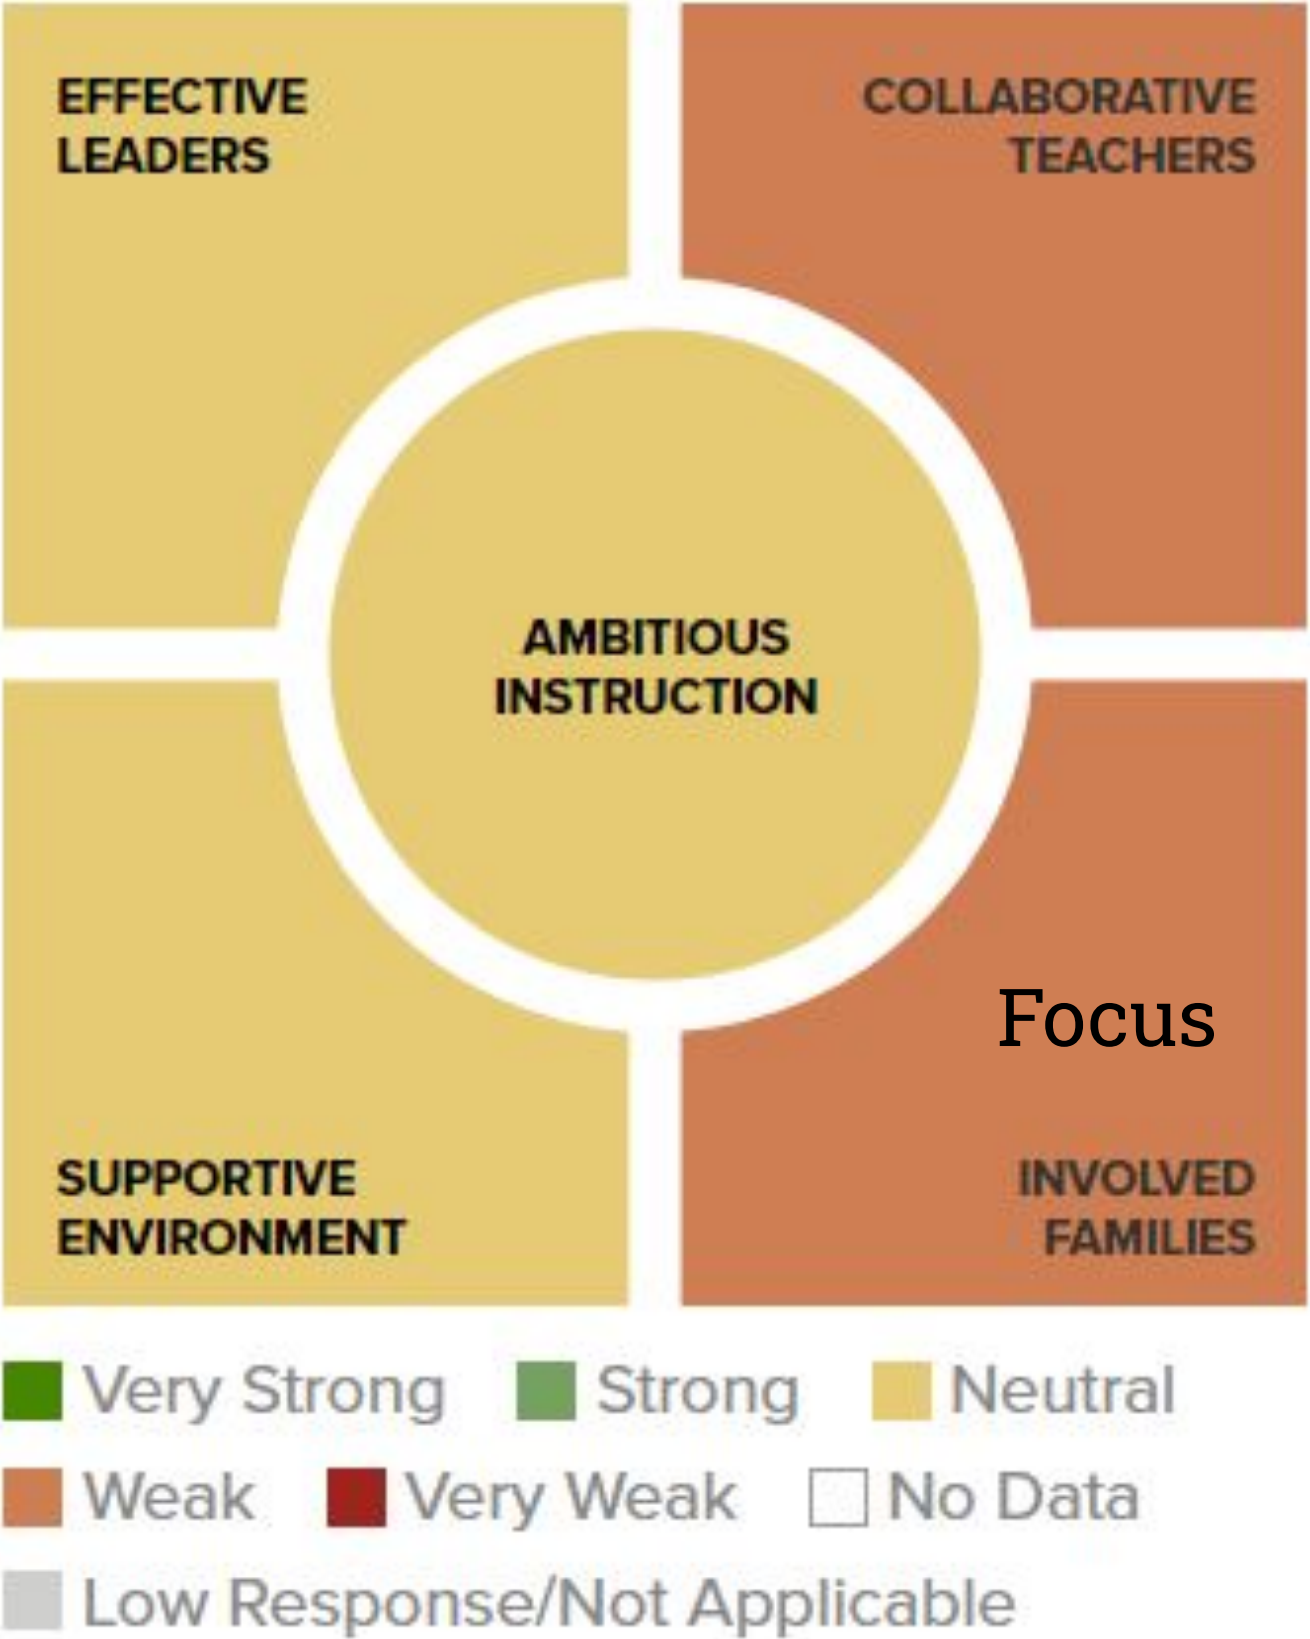 EFFECTIVE
LEADERS
COLLABORATIVE
TEACHERS
AMBITIOUS
INSTRUCTION
Focus
SUPPORTIVE
ENVIRONMENT
INVOLVED
FAMILIES
Very Strong Strong Neutral
Weak Very Weak No Data
Low Response/Not Applicable